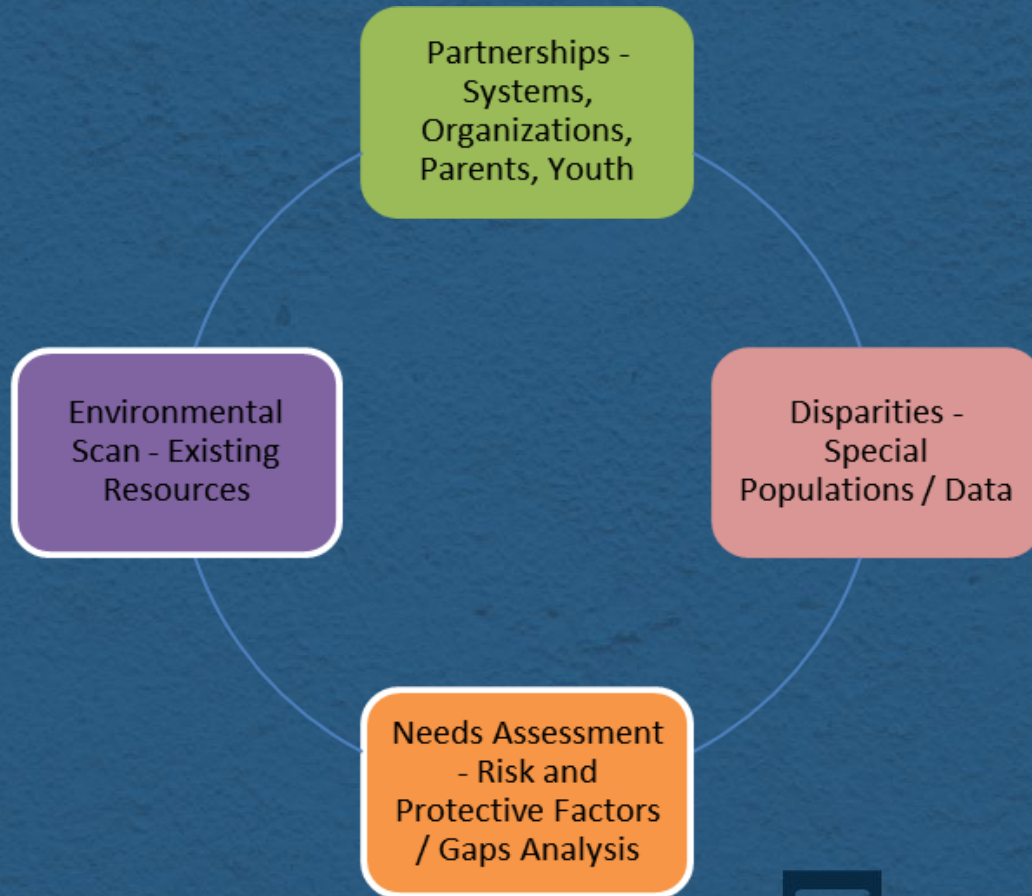 Partnerships -
Systems,
Organizations,
Parents, Youth
Environmental
Scan - Existing
Resources
Disparities -
Special
Populations / Data
Needs Assessment
- Risk and
Protective Factors
/ Gaps Analysis